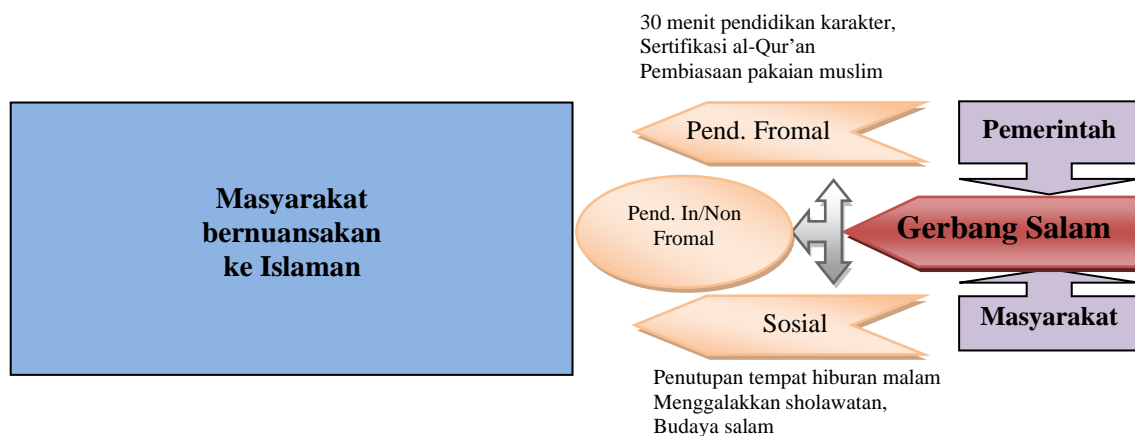 30 menit pendidikan karakter,
Sertifikasi al-Qur’an
Pembiasaan pakaian muslim
Pend. Fromal
Pemerintah
Masyarakat
bernuansakan
ke Islaman
Pend. In/Non
Fromal
Gerbang Salam
Sosial
Masyarakat
Penutupan tempat hiburan malam
Menggalakkan sholawatan,
Budaya salam